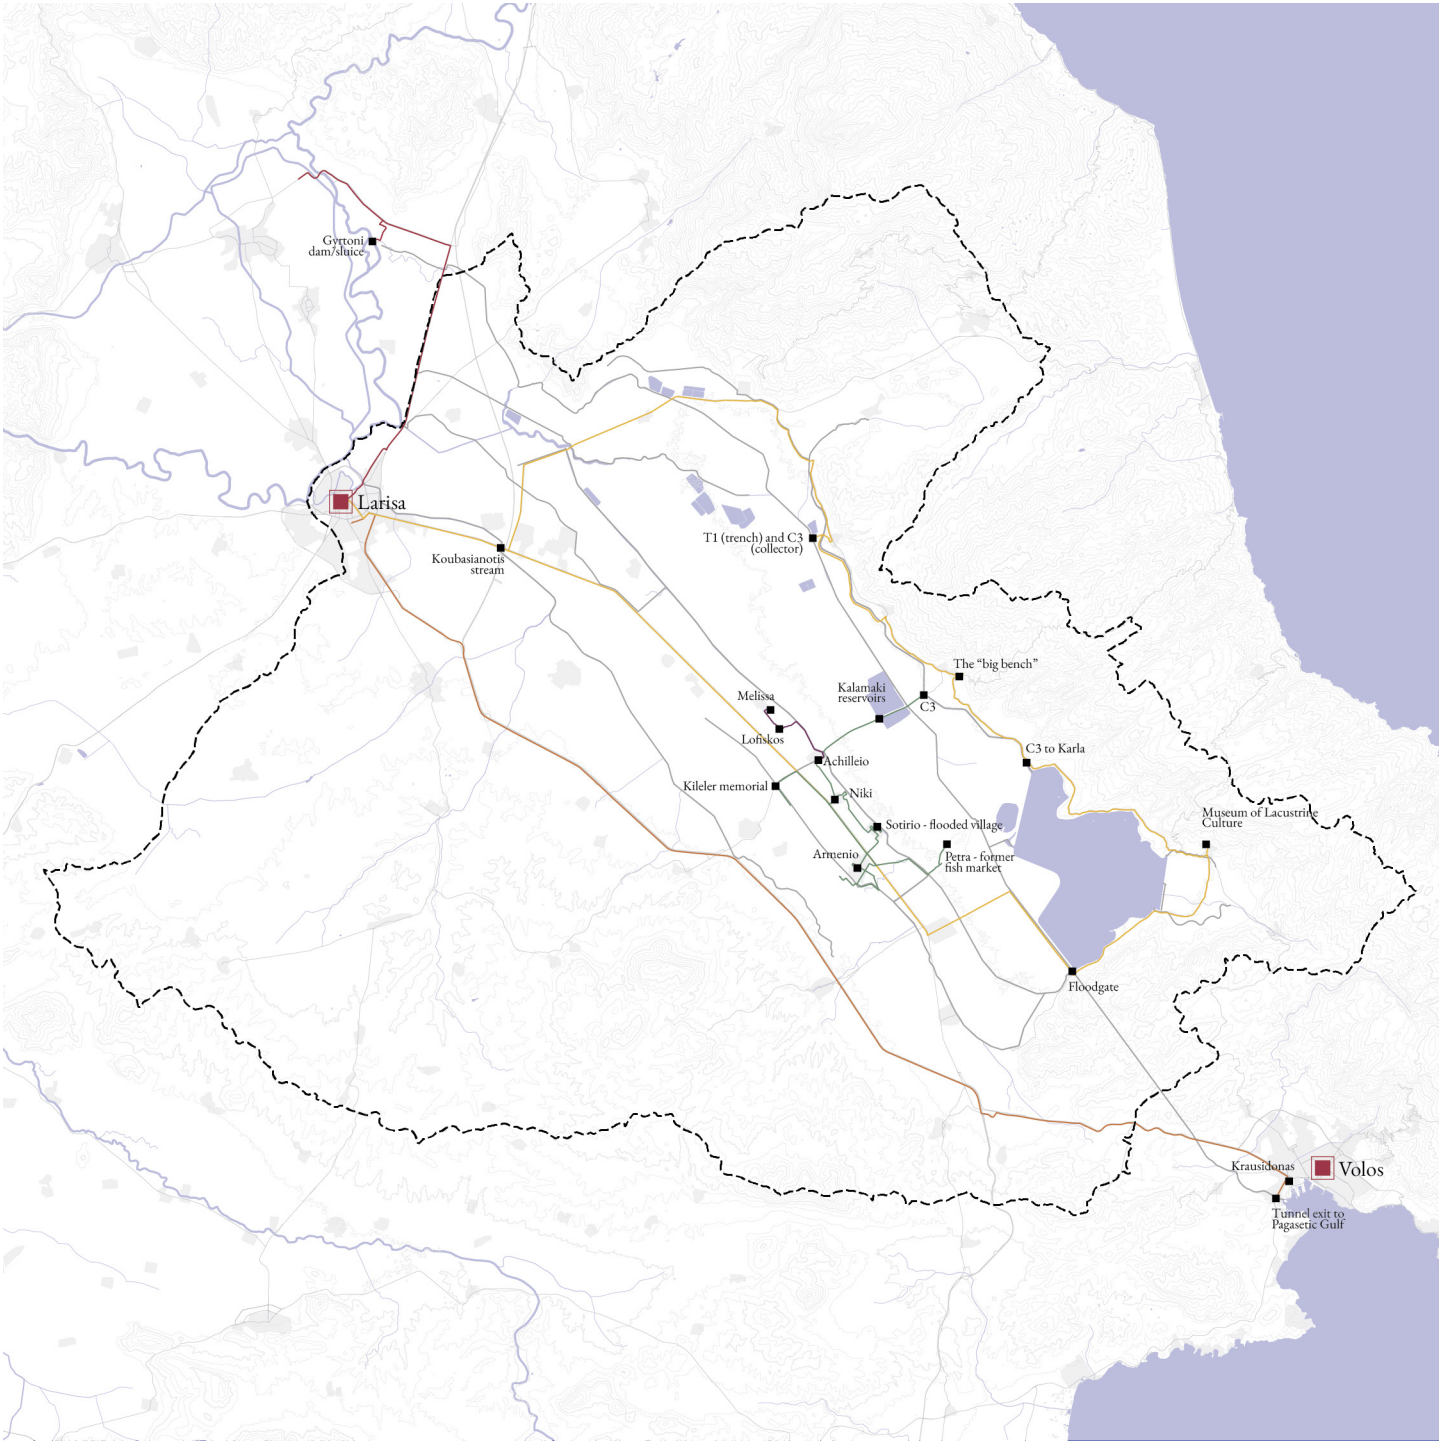 Gyrtoni
dam/sluice
Larisa
Koubasianotis
stream
T1 (trench) and C3
(collector)
The “big bench”
Kalamaki
reservoirs
Melissa
C3
Lofiskos
C3 to Karla
Achilleio
Kileler memorial
Niki
Museum of Lacustrine
Culture
Sotirio - flooded village
Armenio
Petra - former
fish market
Floodgate
Krausidonas
Volos
Tunnel exit to
Pagasetic Gulf